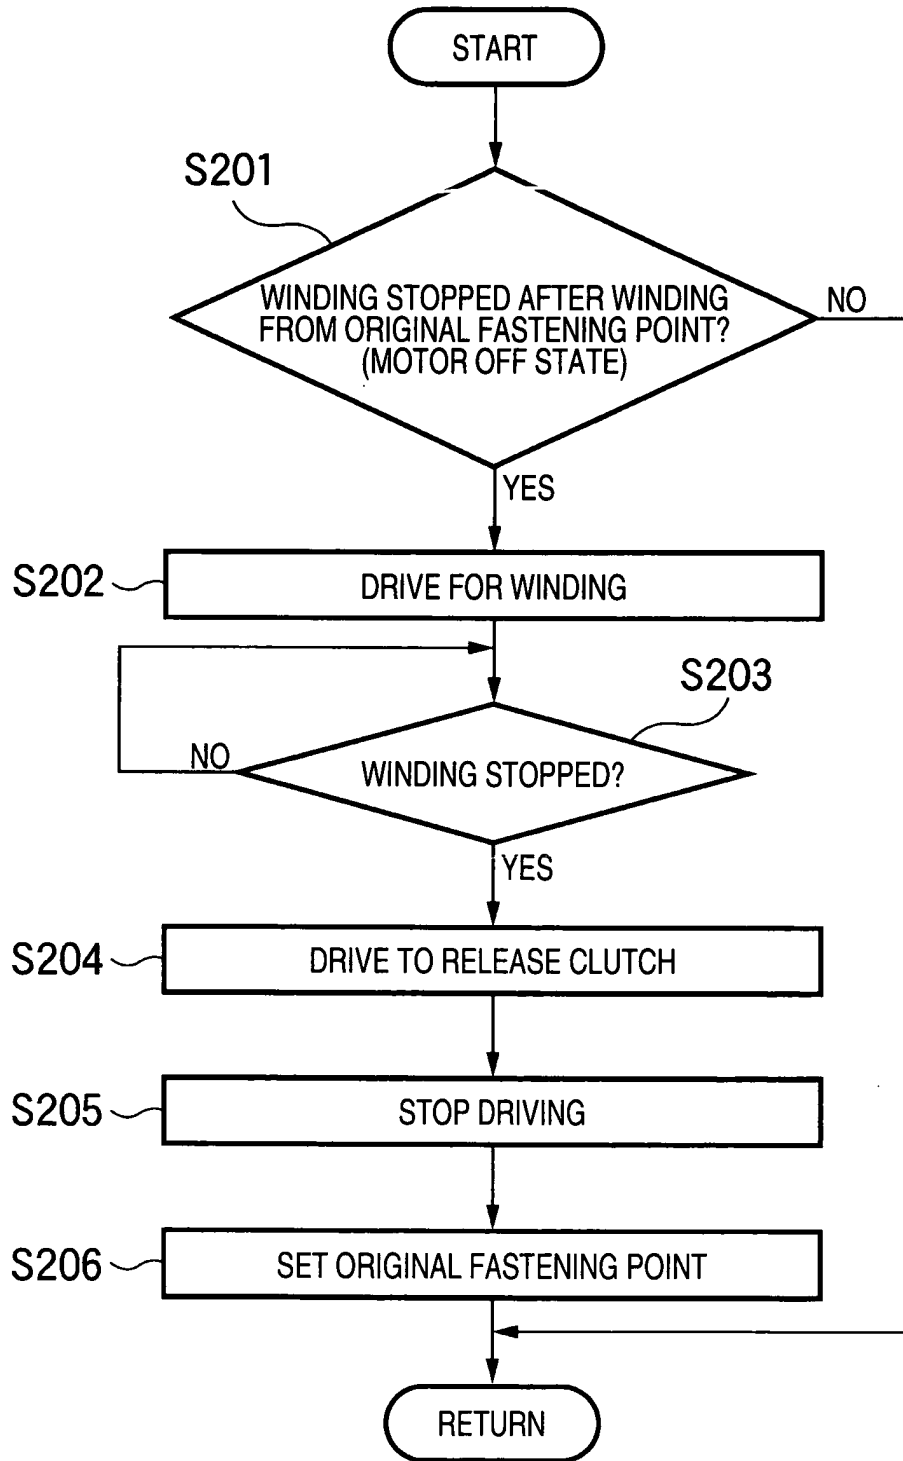 START
S201
WINDING STOPPED AFTER WINDING
FROM ORIGINAL FASTENING POINT?
(MOTOR OFF STATE)
NO
YES
S202
DRIVE FOR WINDING
S203
NO
WINDING STOPPED?
YES
S204
DRIVE TO RELEASE CLUTCH
S205
STOP DRIVING
S206
SET ORIGINAL FASTENING POINT
RETURN